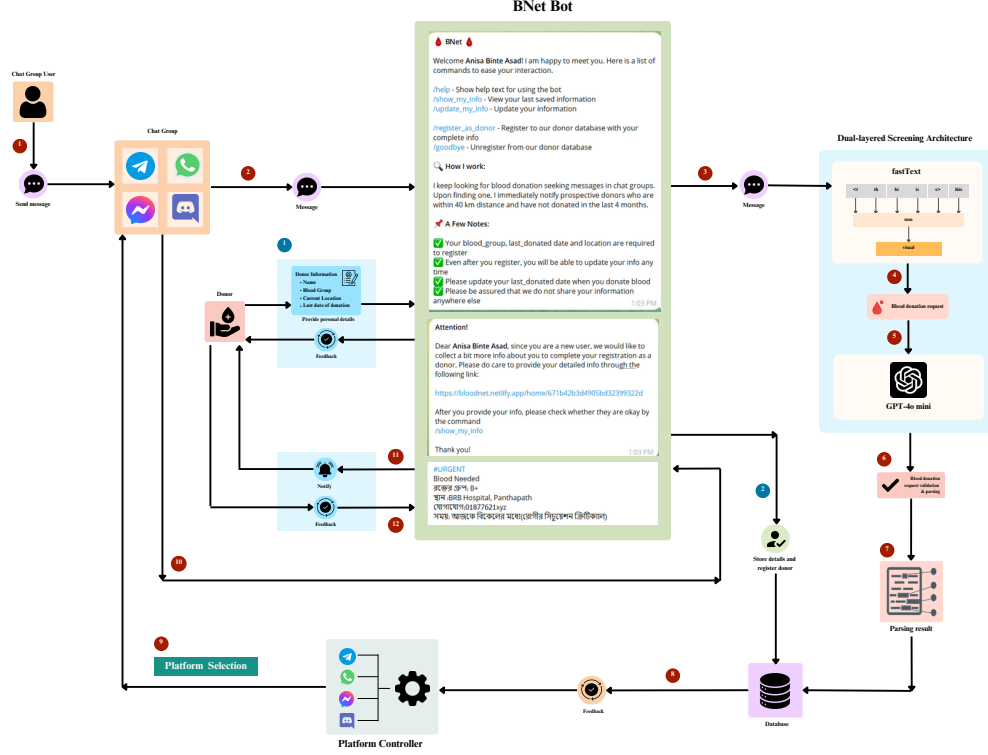 BNet Bot
BNet
Welcome Anisa Binte Asad! I am happy to meet you. Here is a list of
commands to ease your interaction.
/help - Show help text for using the bot
/show_my_info - View your last saved information
/update_my_info - Update your information
/register_as_donor - Register to our donor database with your
complete info
/goodbye - Unregister from our donor database
How I work:
I keep looking for blood donation seeking messages in chat groups.
Upon finding one, I immediately notify prospective donors who are
within 40 km distance and have not donated in the last 4 months.
A Few Notes:
Your blood_group, last_donated date and location are required
to register
Even after you register, you will be able to update your info any
time
Please update your last_donated date when you donate blood
Please be assured that we do not share your information
anywhere else
1:03 PM
Attention!
Dear Anisa Binte Asad, since you are a new user, we would like to
collect a bit more info about you to complete your registration as a
donor. Please do care to provide your detailed info through the
following link:
https://bloodnet.netlify.app/home/671b42b3d4905bd32399322d
After you provide your info, please check whether they are okay by
the command
/show_my_info
Thank you!
1:03 PM
#URGENT
Blood Needed
রক্তের গ্রুপ: B+
স্থান :BRB Hospital, Panthapath
যোগাযোগ:01877621xyz
সময়: আজকে বিকেলের মধ্যে(রোগীর সিচুয়েশন ক্রিটিক্যাল)
Chat Group User
1
Send message
Chat Group
2
Message
3
Message
Dual-layered Screening Architecture
fastText
<t
th
hi
is
s>
this
sum
visual
4
Blood donation request
5
GPT-4o mini
6
Blood donation
request validation
& parsing
7
Parsing result
1
Donor Information
• Name
• Blood Group
• Current Location
• Last date of donation
Provide personal details
Feedback
Donor
11
Notify
Feedback
12
10
2
Store details and
register donor
Database
8
Feedback
9
Platform Selection
Platform Controller